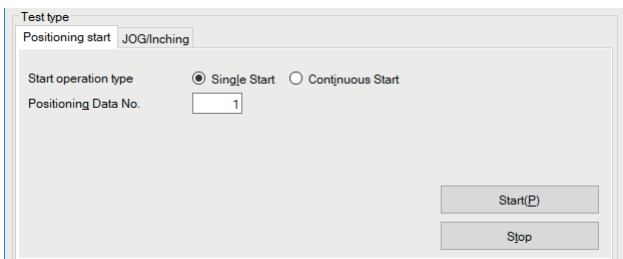 Test type
Positioning start JOG/Inching
Start operation type Single Start Continuous Start
Positioning Data No. 1
Start(P)
Stop